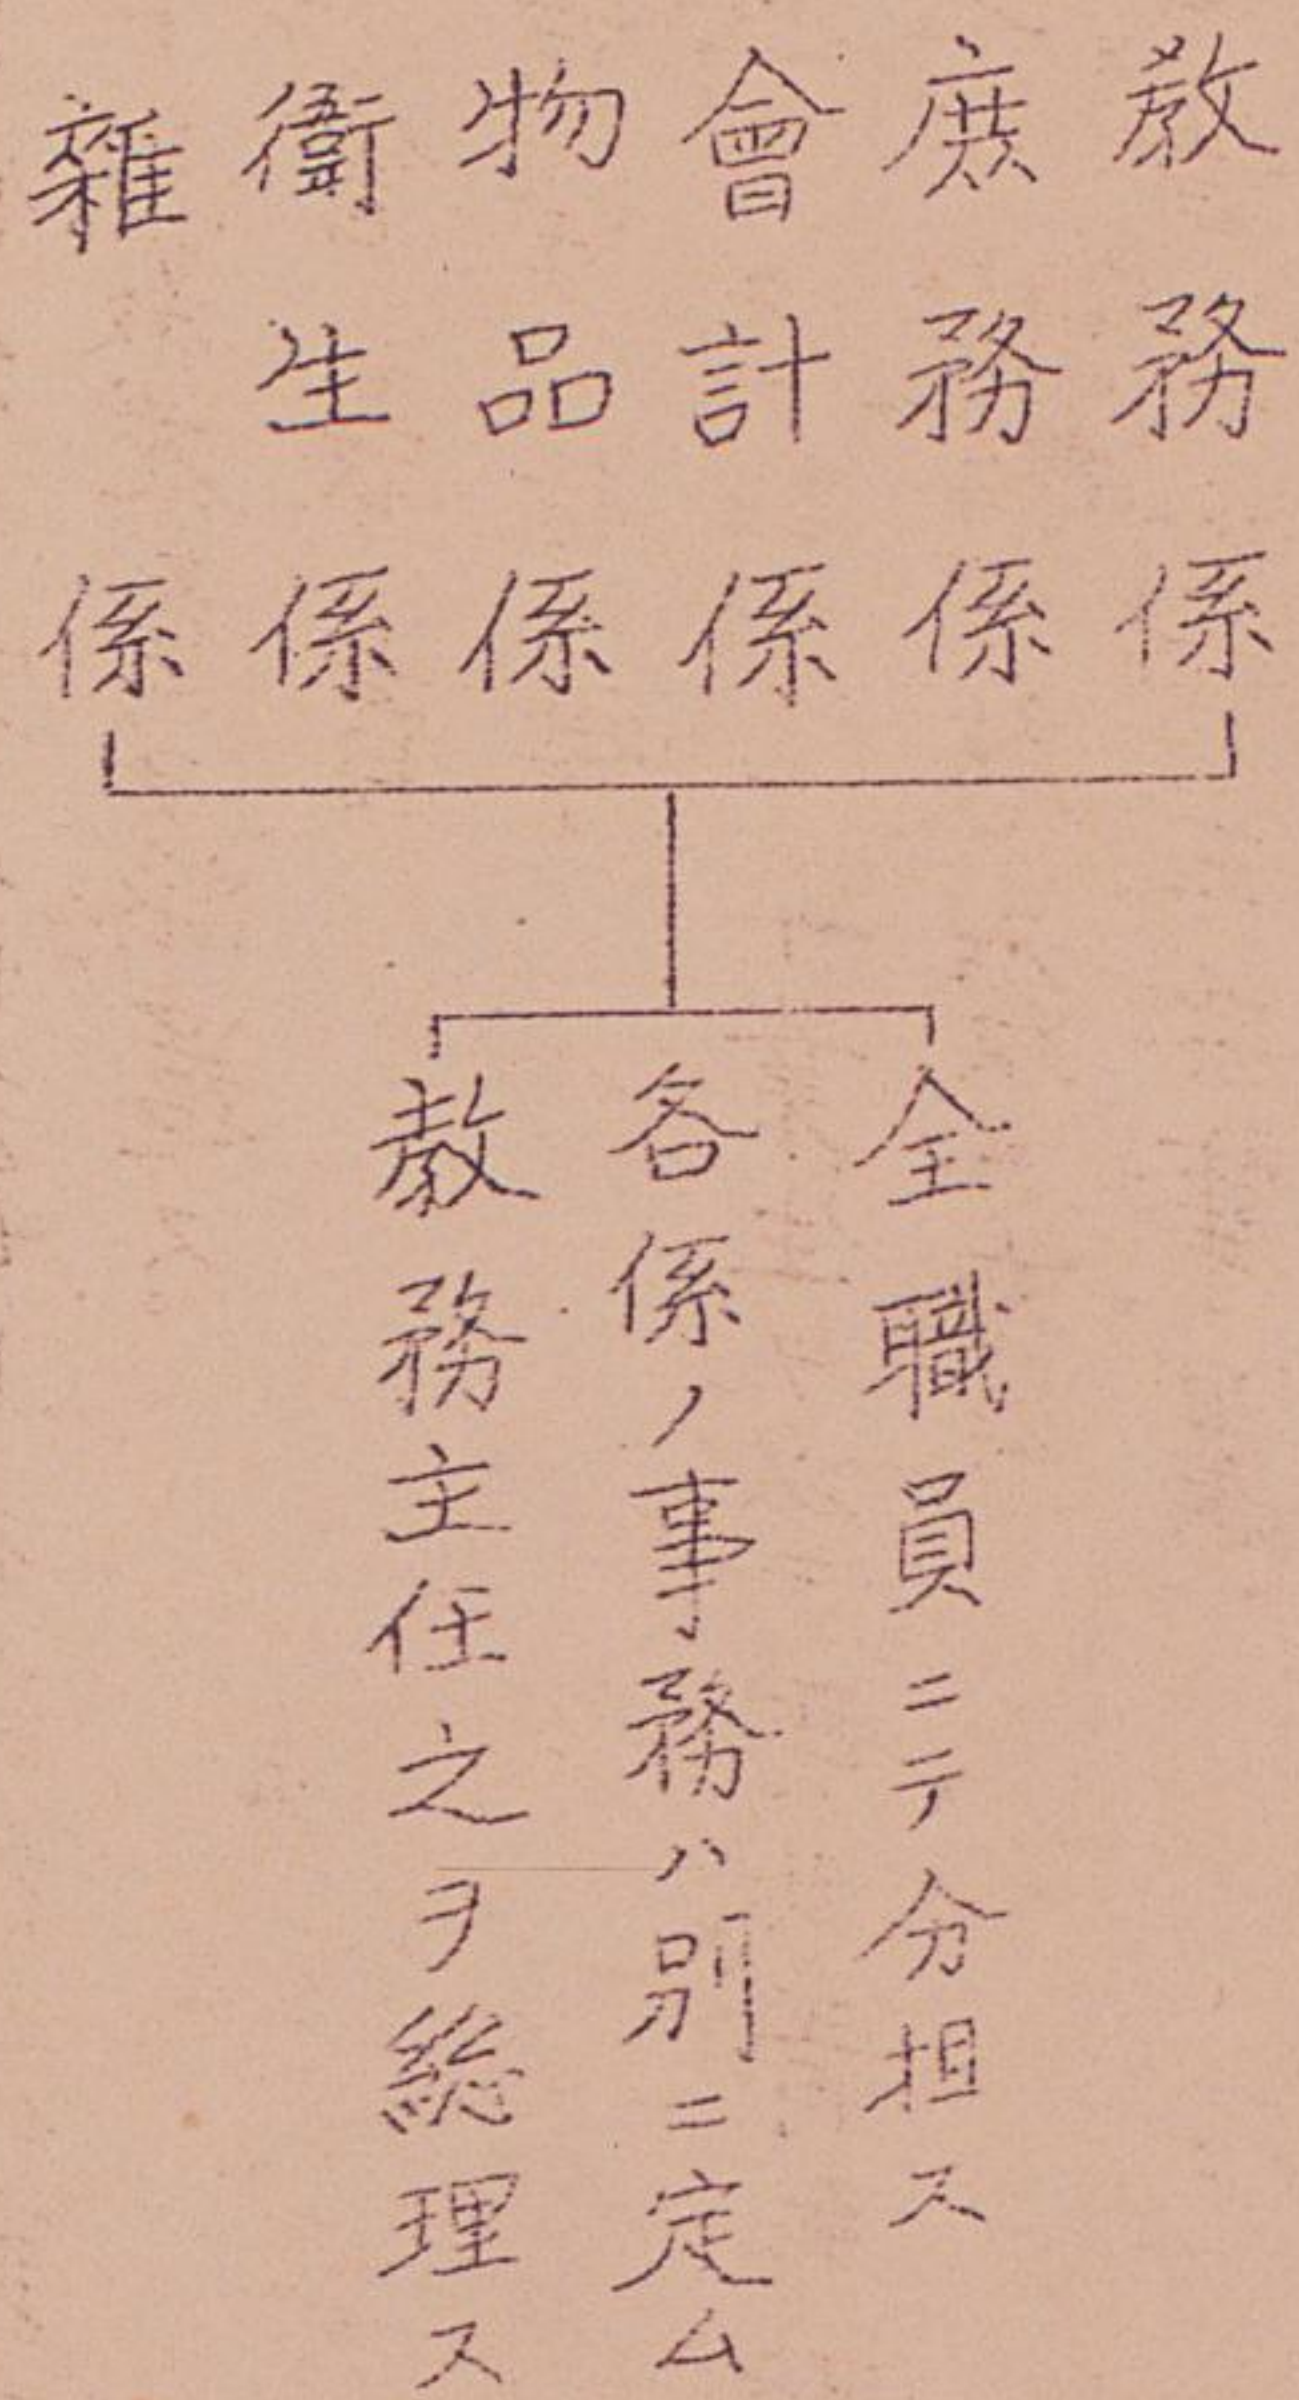 教務係
庶務係
會計係
物品係
衛生係
雜係
全職員ニテ分担ス
各係ノ事務ハ別ニ定ム
教務主任之ヲ総理ス